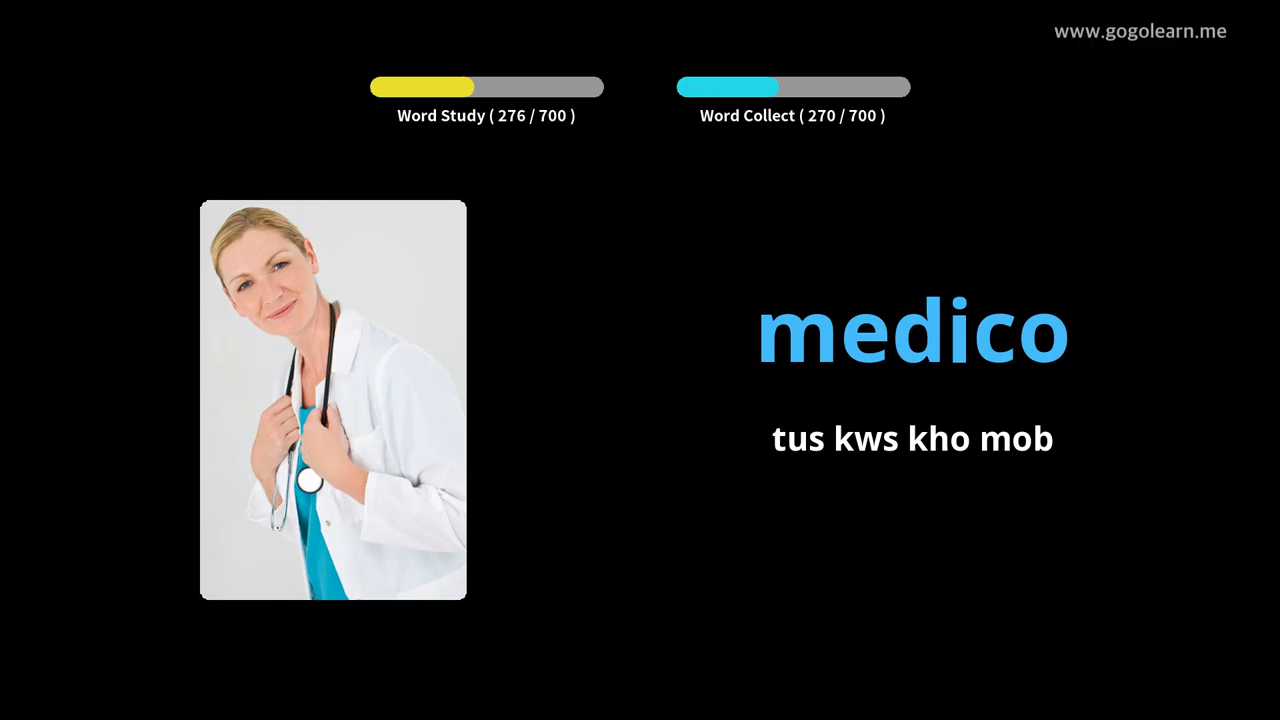 www.gogolearn.me
Word Study ( 276 / 700 )
Word Collect ( 270 / 700 )
medico
tus kws kho mob